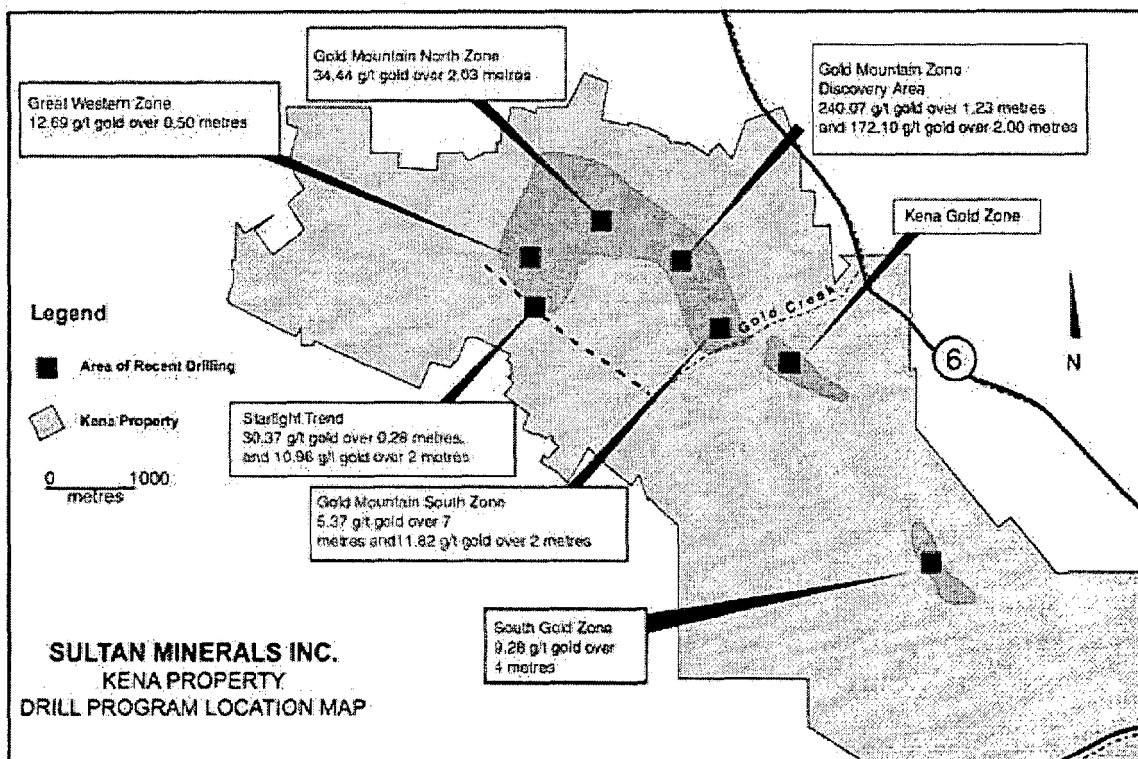 Gold Mountain North Zone
34.44 g/t gold over 2.03 metres
Gold Mountain Zone
Discovery Area
240.07 g/t gold over 1.23 metres
and 172.10 g/t gold over 2.00 metres
Great Western Zone
12.69 g/t gold over 0.50 metres
Kena Gold Zone
Gold Creek
6
N
Legend
Area of Recent Drilling
Kena Property
0 1000
metres
Starlight Trend
30.37 g/t gold over 0.28 metres,
and 10.96 g/t gold over 2 metres
Gold Mountain South Zone
5.37 g/t gold over 7
metres and 11.82 g/t gold over 2 metres
South Gold Zone
9.28 g/t gold over
4 metres
SULTAN MINERALS INC.
KENA PROPERTY
DRILL PROGRAM LOCATION MAP